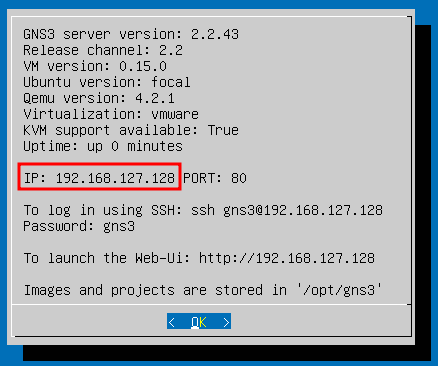 GNS3 server version: 2.2.43
Release channel: 2.2
VM version: 0.15.0
Ubuntu version: focal
Qemu version: 4.2.1
Virtualization: vmware
KVM support available: True
Uptime: up 0 minutes
IP: 192.168.127.128 PORT: 80
To log in using SSH: ssh gns3@192.168.127.128
Password: gns3
To launch the Web-Ui: http://192.168.127.128
Images and projects are stored in '/opt/gns3'
< OK >